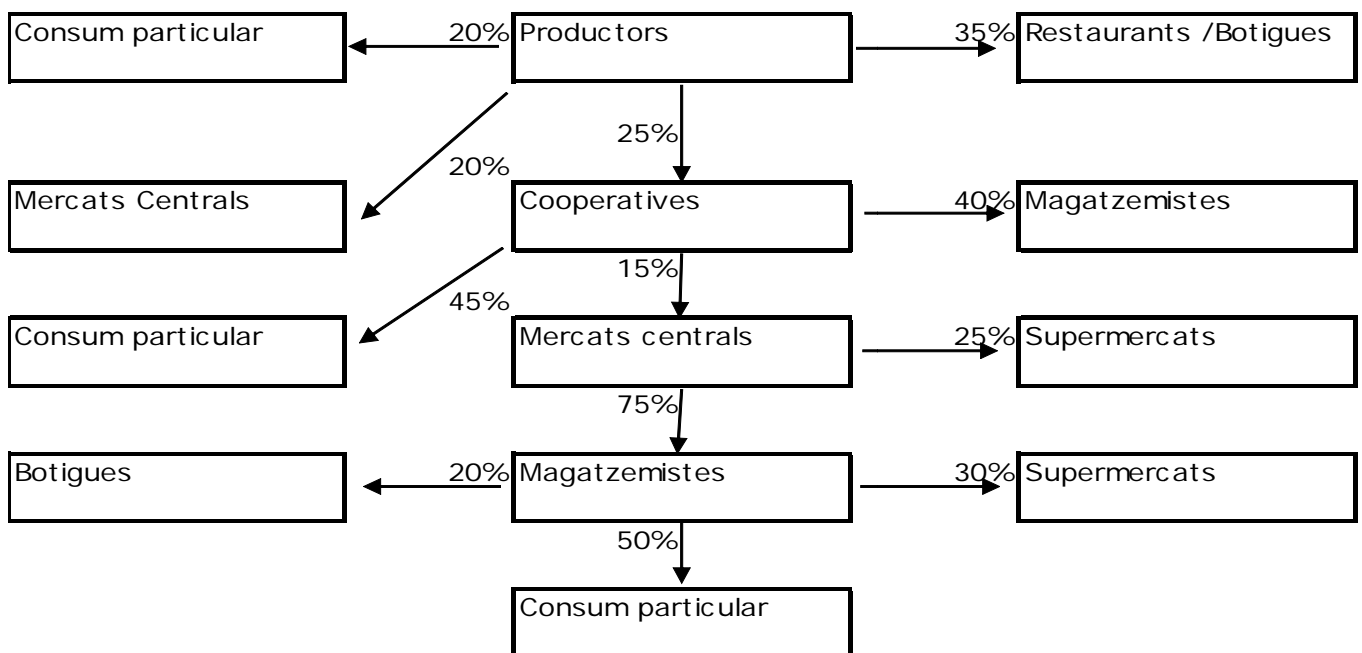 Consum particular 20% Productors 35% Restaurants /Botigues
25%
20%
Mercats Centrals Cooperatives 40% Magatzemistes
15%
45%
Consum particular Mercats centrals 25% Supermercats
75%
Botigues 20% Magatzemistes 30% Supermercats
50%
Consum particular